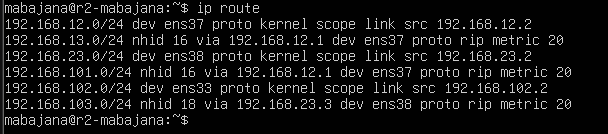 mabajana@r2-mabajana:~$ ip route
192.168.12.0/24 dev ens37 proto kernel scope link src 192.168.12.2
192.168.13.0/24 nhid 16 via 192.168.12.1 dev ens37 proto rip metric 20
192.168.23.0/24 dev ens38 proto kernel scope link src 192.168.23.2
192.168.101.0/24 nhid 16 via 192.168.12.1 dev ens37 proto rip metric 20
192.168.102.0/24 dev ens33 proto kernel scope link src 192.168.102.2
192.168.103.0/24 nhid 18 via 192.168.23.3 dev ens38 proto rip metric 20
mabajana@r2-mabajana:~$